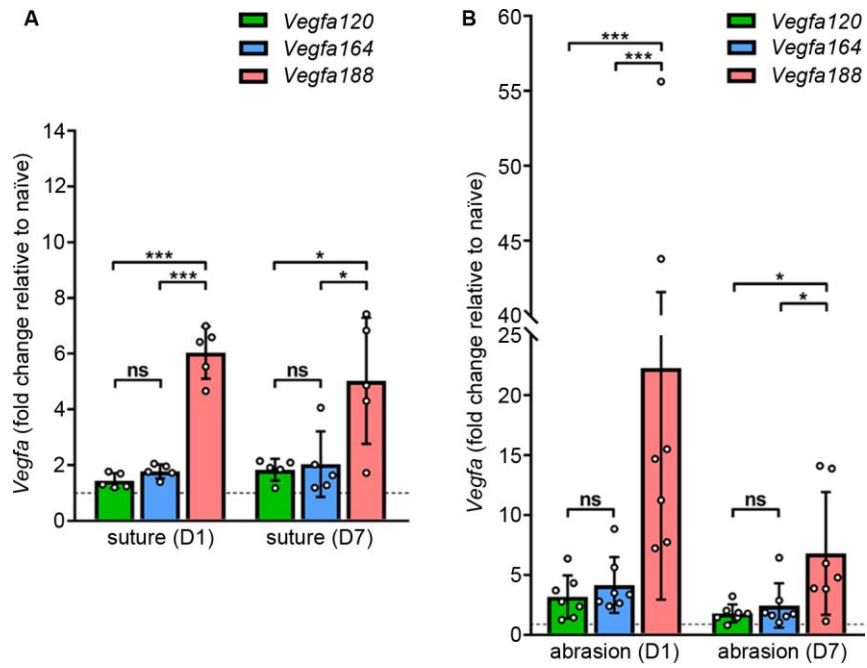 A
Vegfa120
Vegfa164
Vegfa188
Vegfa (fold change relative to naïve)
14
12
10
8
6
4
2
0
***
***
ns
*
*
ns
suture (D1)
suture (D7)
B
Vegfa120
Vegfa164
Vegfa188
Vegfa (fold change relative to naïve)
60
55
50
45
40
25
20
15
10
5
0
***
***
ns
*
*
ns
abrasion (D1)
abrasion (D7)